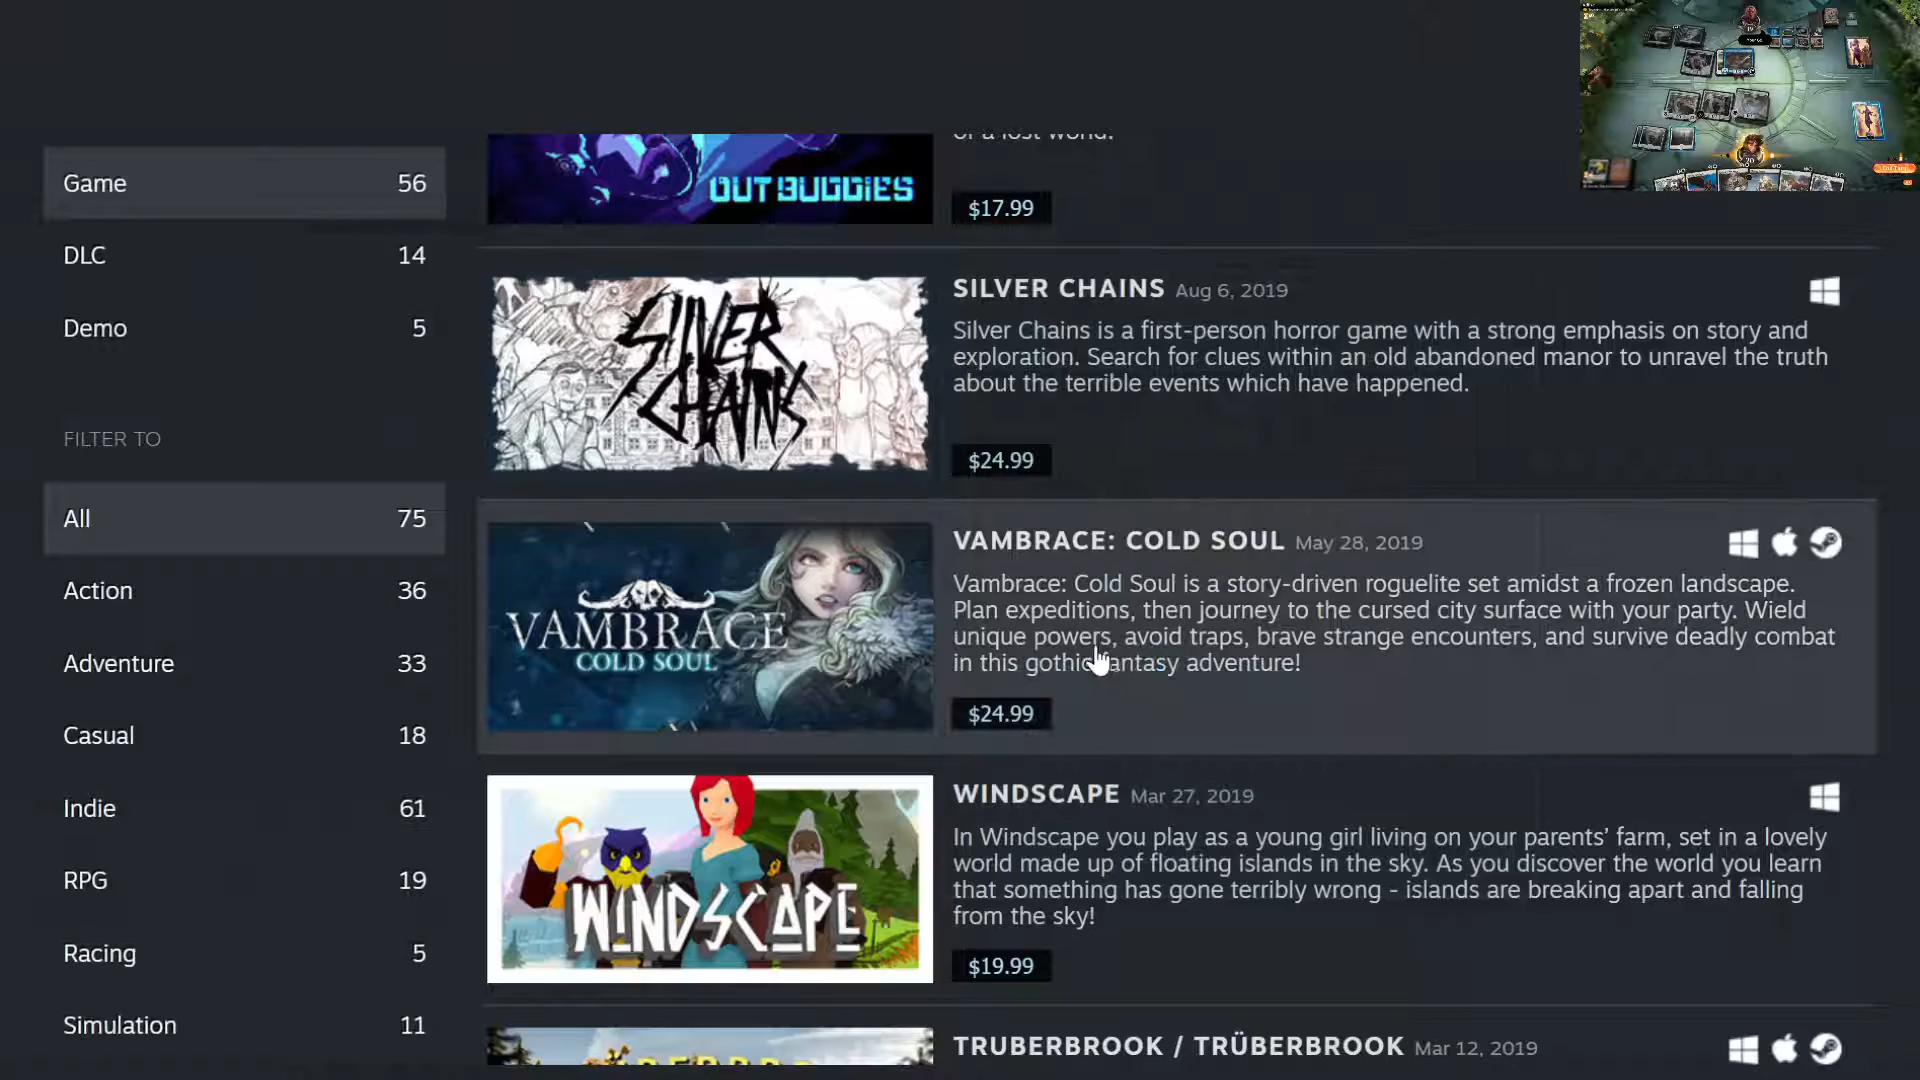 Game 56
DLC 14
Demo 5
FILTER TO
All 75
Action 36
Adventure 33
Casual 18
Indie 61
RPG 19
Racing 5
Simulation 11
of a lost world.
OUT BUDDIES
$17.99
SILVER CHAINS
SILVER CHAINS Aug 6, 2019
Silver Chains is a first-person horror game with a strong emphasis on story and
exploration. Search for clues within an old abandoned manor to unravel the truth
about the terrible events which have happened.
$24.99
VAMBRACE
COLD SOUL
VAMBRACE: COLD SOUL May 28, 2019
Vambrace: Cold Soul is a story-driven roguelite set amidst a frozen landscape.
Plan expeditions, then journey to the cursed city surface with your party. Wield
unique powers, avoid traps, brave strange encounters, and survive deadly combat
in this gothic fantasy adventure!
$24.99
WINDSCAPE
WINDSCAPE Mar 27, 2019
In Windscape you play as a young girl living on your parents' farm, set in a lovely
world made up of floating islands in the sky. As you discover the world you learn
that something has gone terribly wrong - islands are breaking apart and falling
from the sky!
$19.99
TRUBERBROOK / TRÜBERBROOK Mar 12, 2019